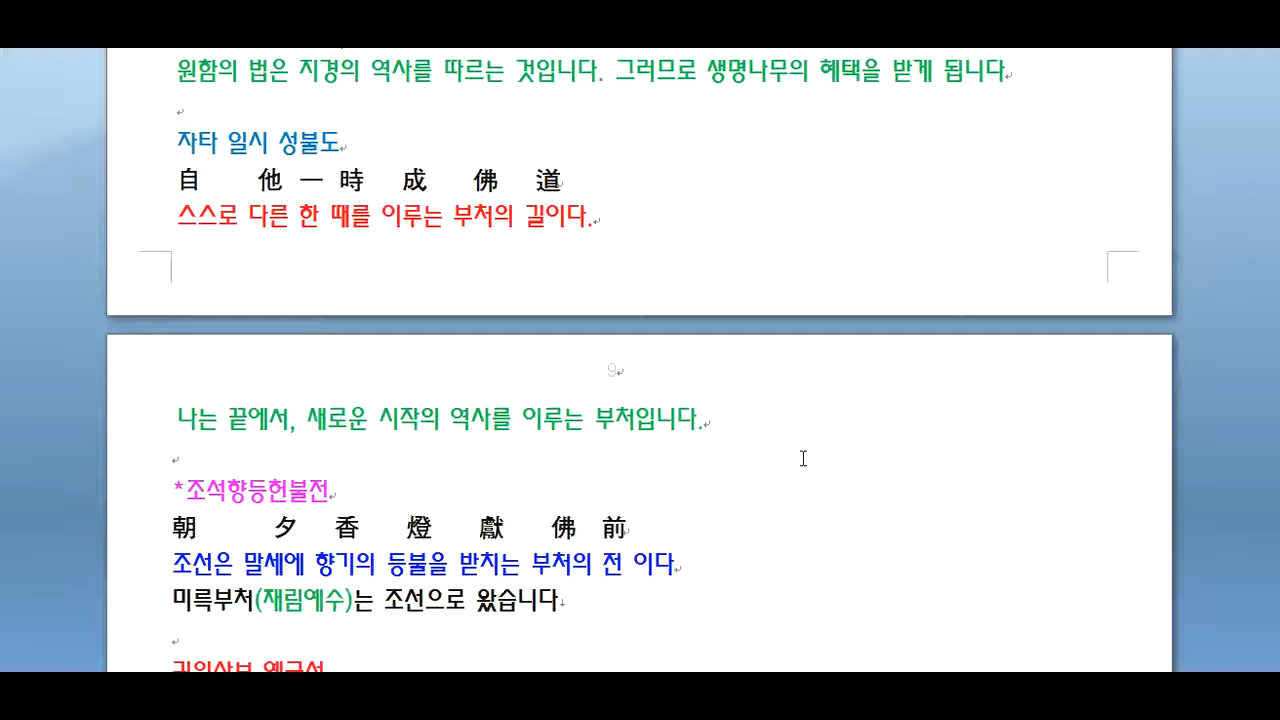 원함의 법은 지경의 역사를 따르는 것입니다. 그러므로 생명나무의 혜택을 받게 됩니다
자타 일시 성불도
自 他 一 時 成 佛 道
스스로 다른 한 때를 이루는 부처의 길이다.
9
나는 끝에서, 새로운 시작의 역사를 이루는 부처입니다.
*조석향등헌불전
朝 夕 香 燈 獻 佛 前
조선은 말세에 향기의 등불을 받치는 부처의 전 이다
미륵부처(재림예수)는 조선으로 왔습니다